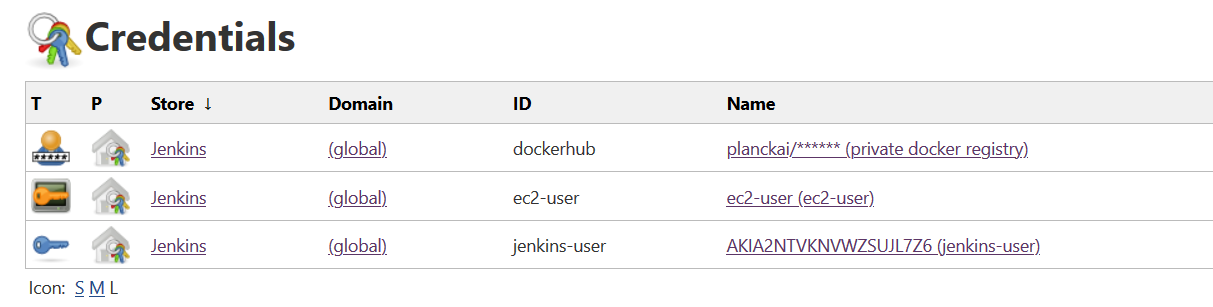 Credentials
T P Store ↓ Domain ID Name
***** Jenkins (global) dockerhub planckai/****** (private docker registry)
Jenkins (global) ec2-user ec2-user (ec2-user)
Jenkins (global) jenkins-user AKIA2NTVKNVWZSUJL7Z6 (jenkins-user)
Icon: S M L